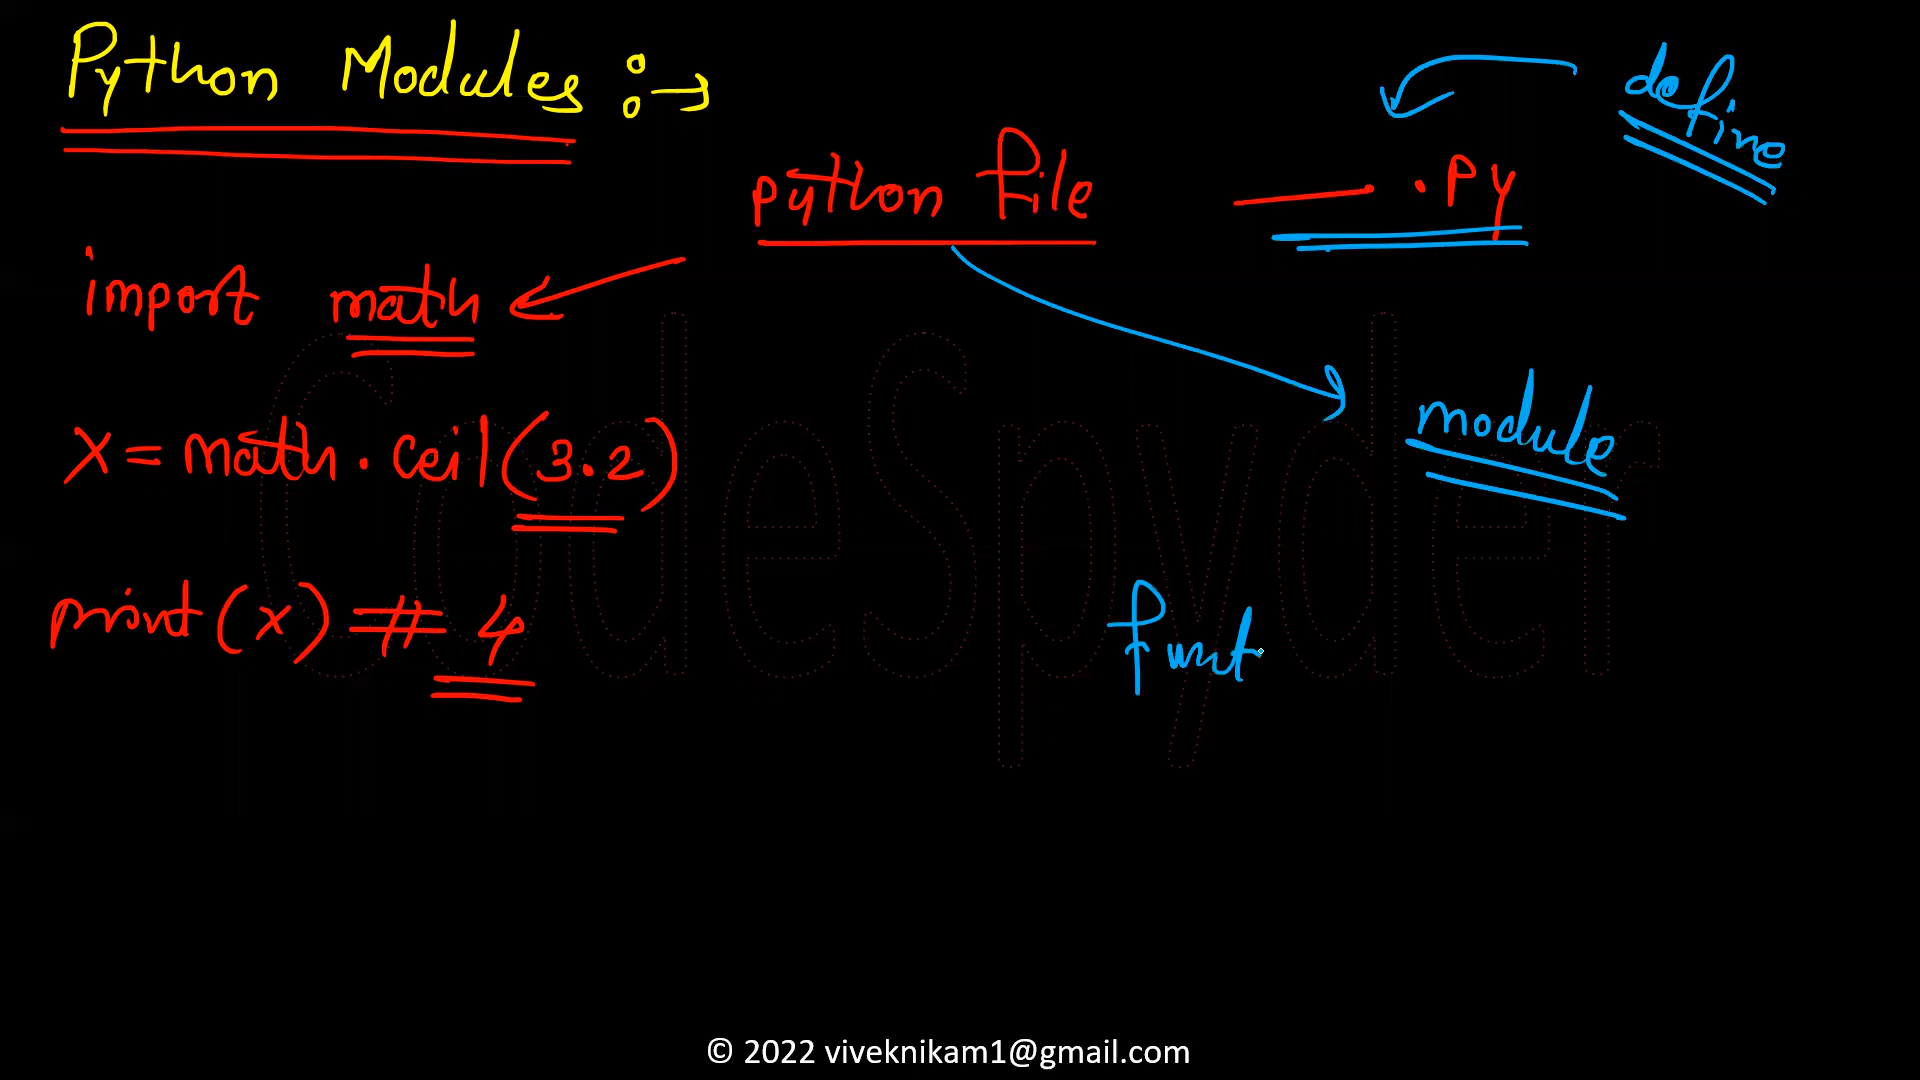 Python Modules :→
define
python file —— .Py
import math
module
x = math.ceil(3.2)
print(x) # 4
CodeSpyder
© 2022 viveknikam1@gmail.com